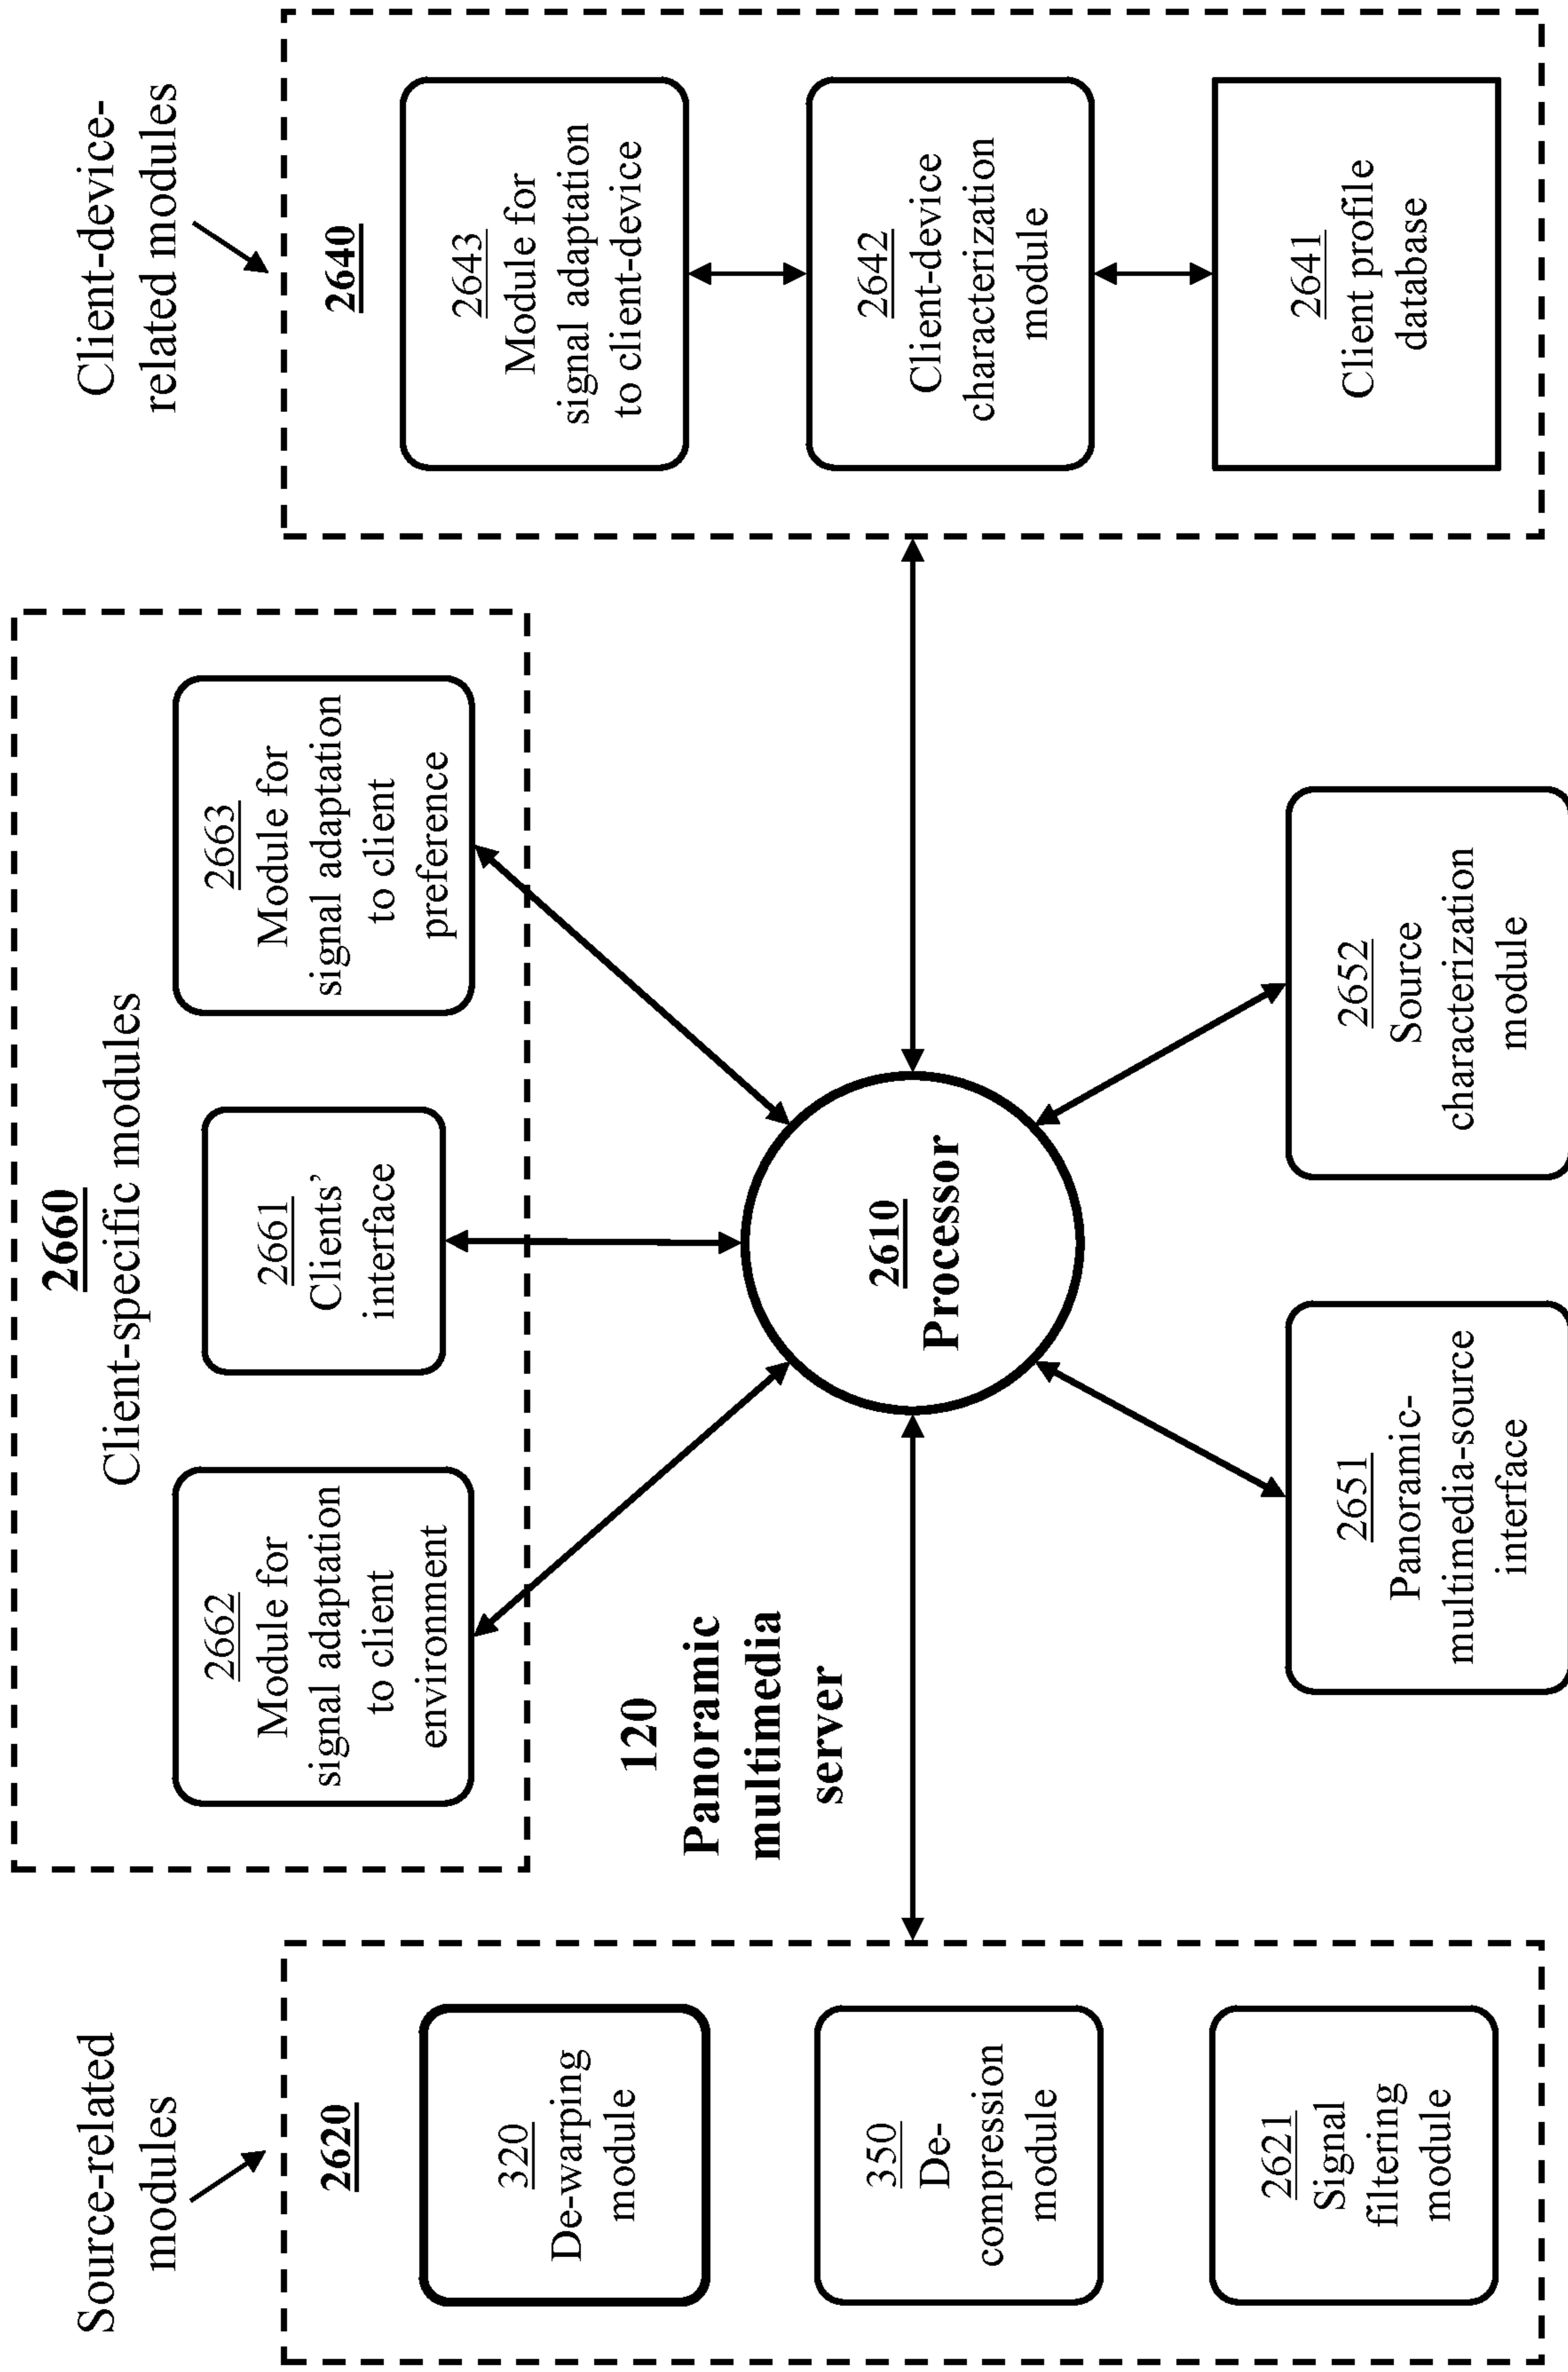 Source-related
modules
2620
320
De-warping
module
350
De-
compression
module
2621
Signal
filtering
module
2660
Client-specific modules
2662
Module for
signal adaptation
to client
environment
2661
Clients’
interface
2663
Module for
signal adaptation
to client
preference
120
Panoramic
multimedia
server
2610
Processor
2651
Panoramic-
multimedia-source
interface
2652
Source
characterization
module
Client-device-
related modules
2640
2643
Module for
signal adaptation
to client-device
2642
Client-device
characterization
module
2641
Client profile
database